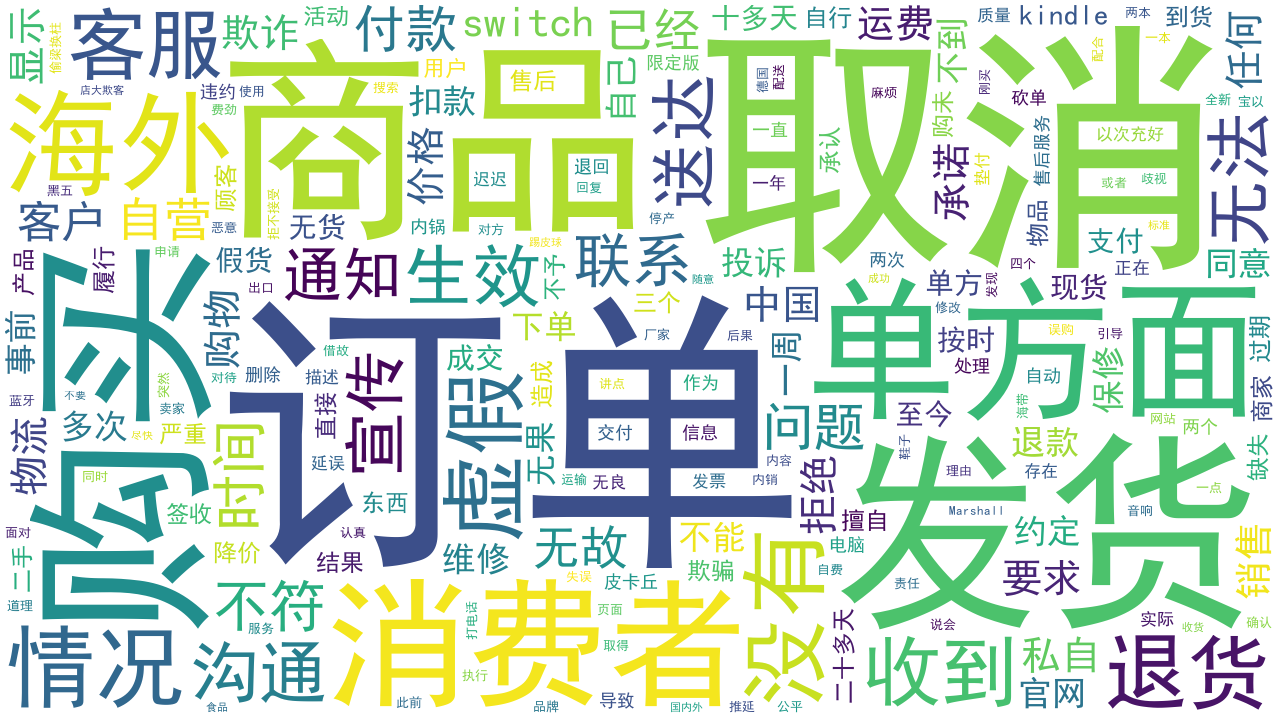 显示
偷梁换柱
客服
店大欺客
欺诈
活动
付款
switch
已经
十多天
自行
运费
质量
kindle
两本
到货
任何
海外
商品
售后
用户
搜索
限定版
自己
取消
德国
配送
麻烦
不到
刚买
配合
一本
砍单
全新
宝以
违约
使用
费劲
扣款
送达
一直
承认
购未
以次充好
无法
黑五
顾客
价格
迟迟
退回
回复
一年
承诺
垫付
售后服务
或者
歧视
客户
自营
恶意
拒不接受
无货
内锅
对方
停产
物品
标准
产品
履行
申请
假货
出口
通知
生效
踢皮球
不予
联系
随意
投诉
两次
成功
单方
正在
发现
四个
现货
支付
同意
购买
事前
购物
订单
下单
三个
中国
单方面
修改
误购
引导
过期
蓝牙
不要
突然
对待
借故
删除
描述
宣传
成交
厂家
后果
一周
按时
处理
自动
保修
商家
多次
卖家
直接
虚假
造成
讲点
作为
问题
至今
海带
网站
两个
物流
尽快
严重
时间
延误
无果
交付
信息
内容
鞋子
退款
缺失
同时
签收
东西
运输
无良
发票
内销
拒绝
擅自
发货
理由
存在
一点
面对
二手
降价
认真
结果
维修
无故
不能
电脑
Marshall
音响
约定
销售
道理
不符
失误
皮卡丘
欺骗
没有
自费
责任
要求
情况
服务
沟通
消费者
打电话
页面
取得
二十多天
说会
收到
私自
实际
收货
确认
退货
食品
此前
执行
品牌
导致
国内外
推延
公平
官网